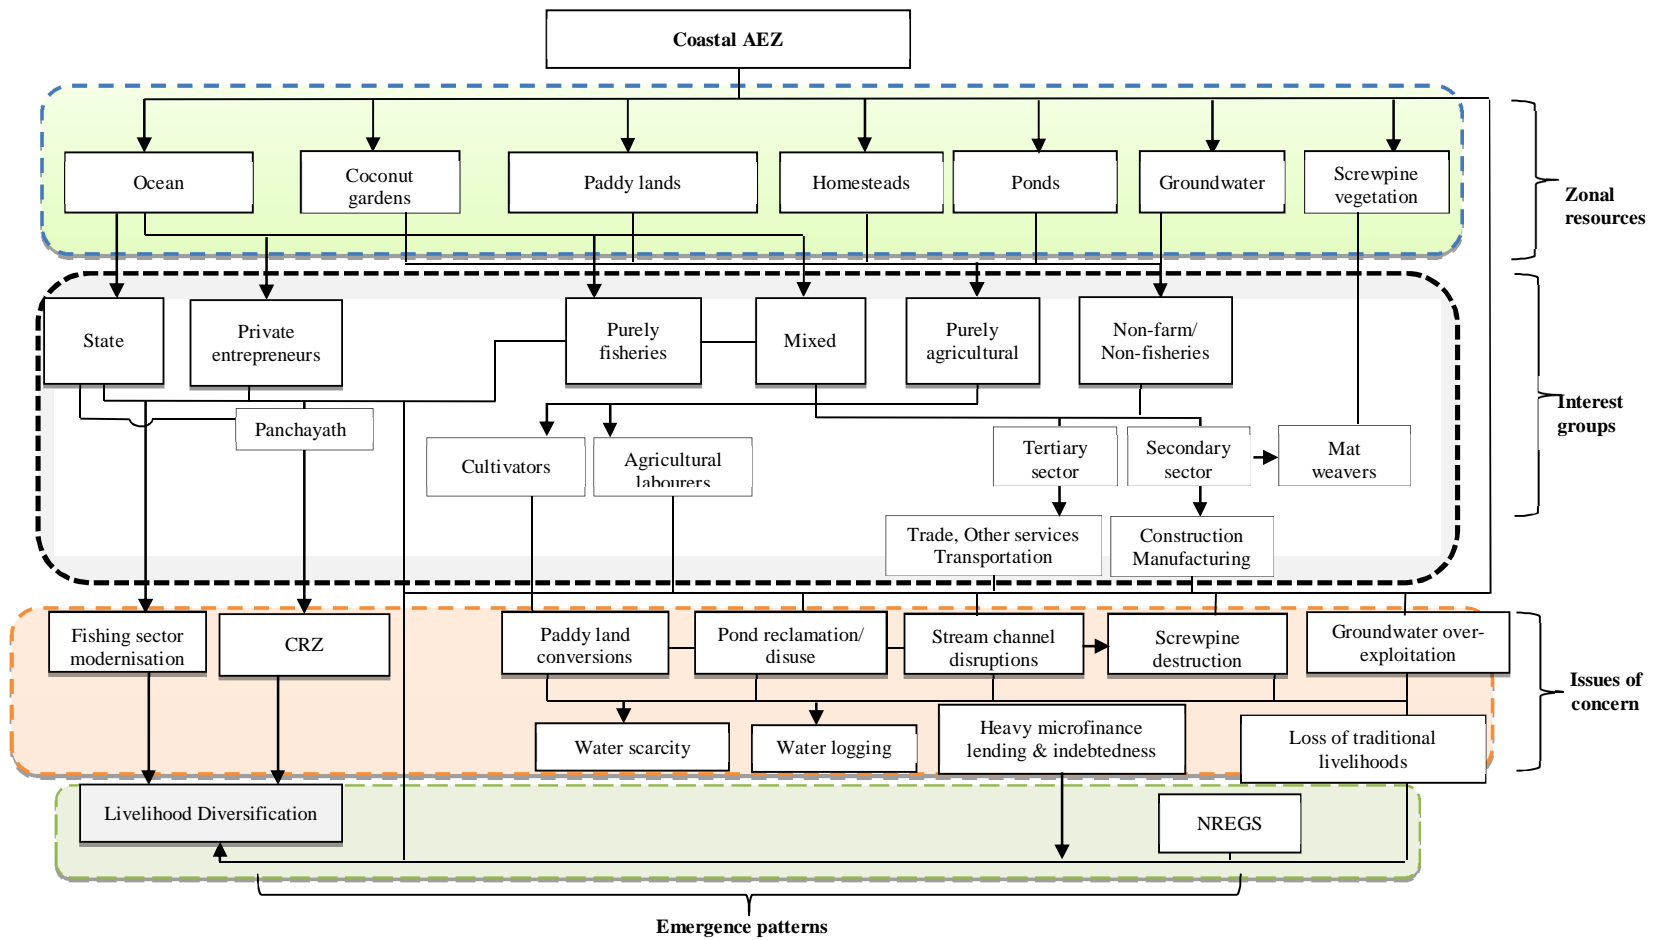 Coastal AEZ
Ocean
Coconut
gardens
Paddy lands
Homesteads
Ponds
Groundwater
Screwpine
vegetation
Zonal
resources
State
Private
entrepreneurs
Purely
fisheries
Mixed
Purely
agricultural
Non-farm/
Non-fisheries
Interest
groups
Panchayath
Cultivators
Agricultural
labourers
Tertiary
sector
Secondary
sector
Mat
weavers
Trade, Other services
Transportation
Construction
Manufacturing
Fishing sector
modernisation
CRZ
Paddy land
conversions
Pond reclamation/
disuse
Stream channel
disruptions
Screwpine
destruction
Groundwater over-
exploitation
Issues of
concern
Water scarcity
Water logging
Heavy microfinance
lending & indebtedness
Loss of traditional
livelihoods
Livelihood Diversification
NREGS
Emergence patterns